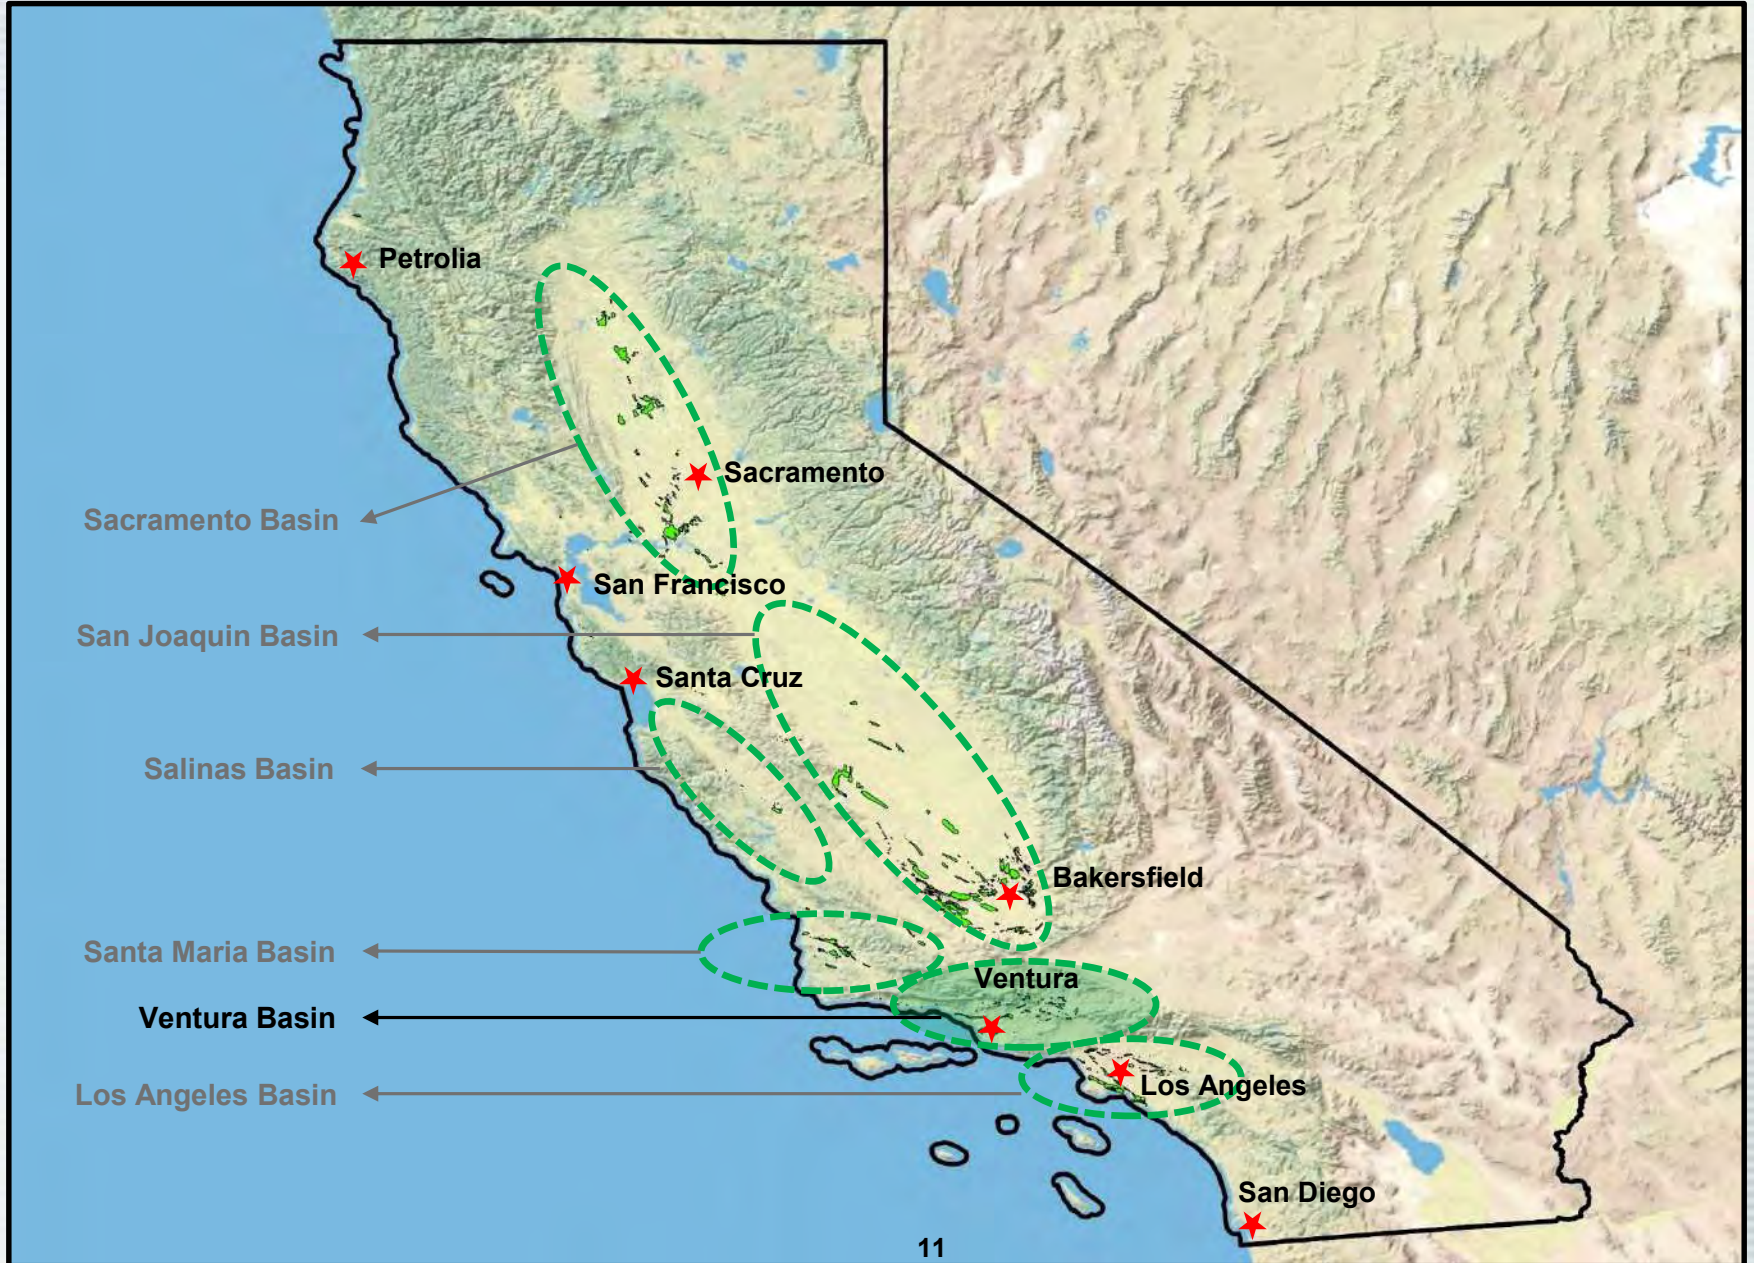 Petrolia
Sacramento
Sacramento Basin
San Francisco
San Joaquin Basin
Santa Cruz
Salinas Basin
Bakersfield
Santa Maria Basin
Ventura
Ventura Basin
Los Angeles
Los Angeles Basin
San Diego
11